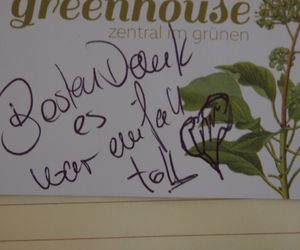 greenhouse
zentral im grünen
Besten Dank
es
war einfach
toll